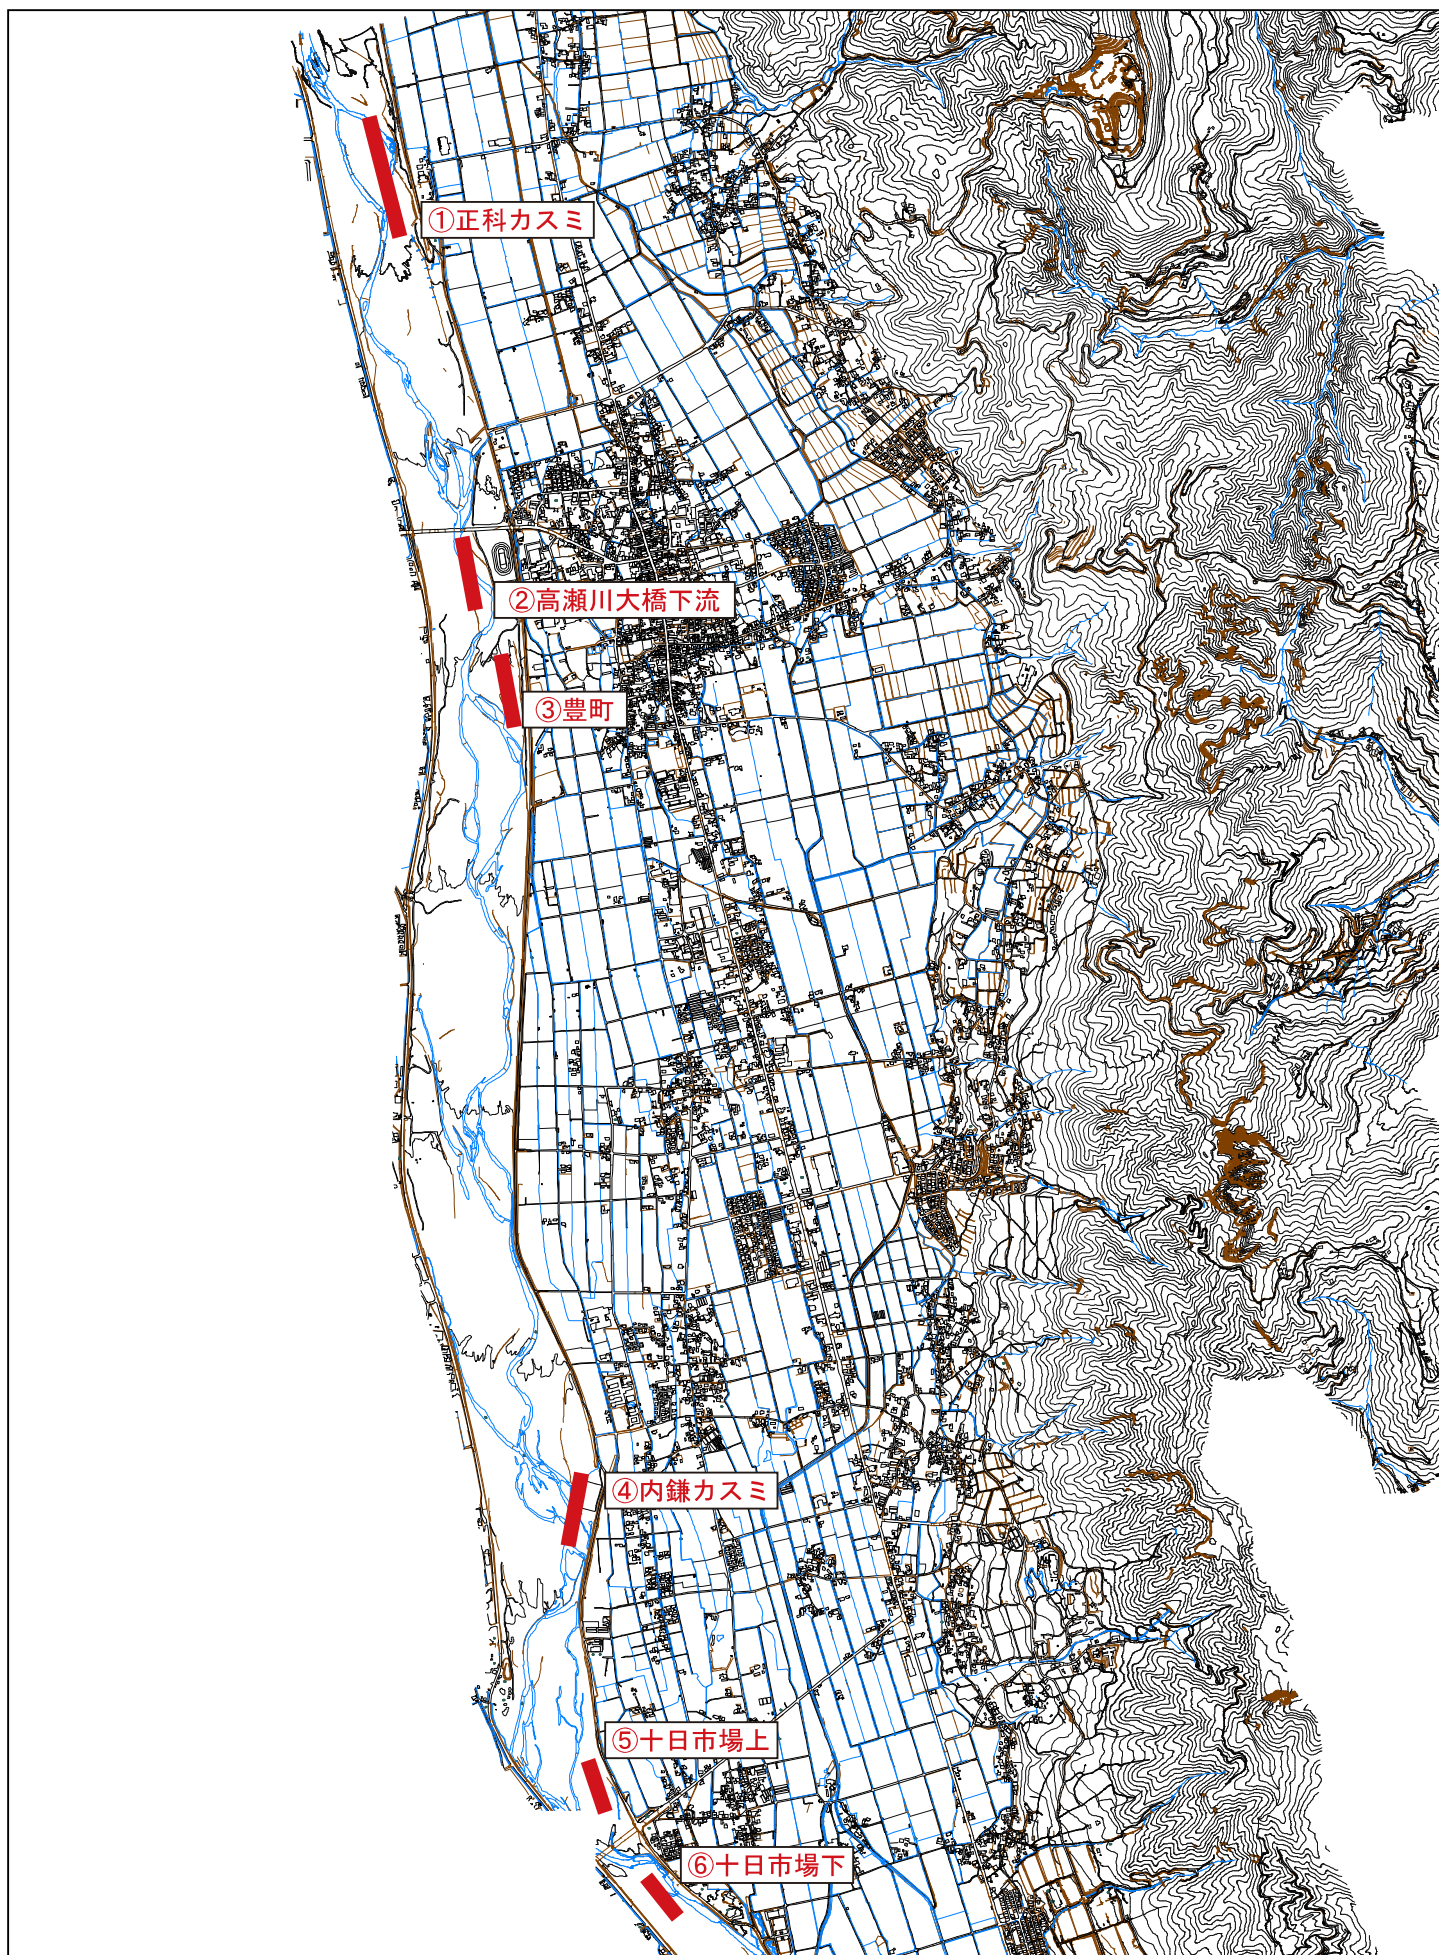 ①正科カスミ
②高瀬川大橋下流
③豊町
④内鎌カスミ
⑤十日市場上
⑥十日市場下